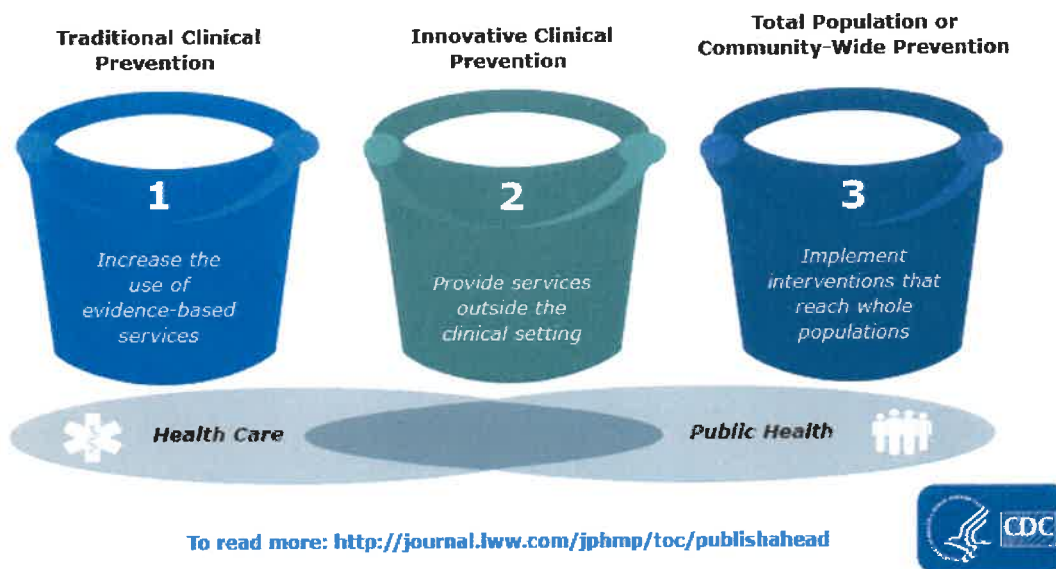 Traditional Clinical
Prevention
Innovative Clinical
Prevention
Total Population or
Community-Wide Prevention
1
Increase the
use of
evidence-based
services
2
Provide services
outside the
clinical setting
3
Implement
interventions that
reach whole
populations
Health Care
Public Health
To read more: http://journal.lww.com/jphmp/toc/publishahead
CDC